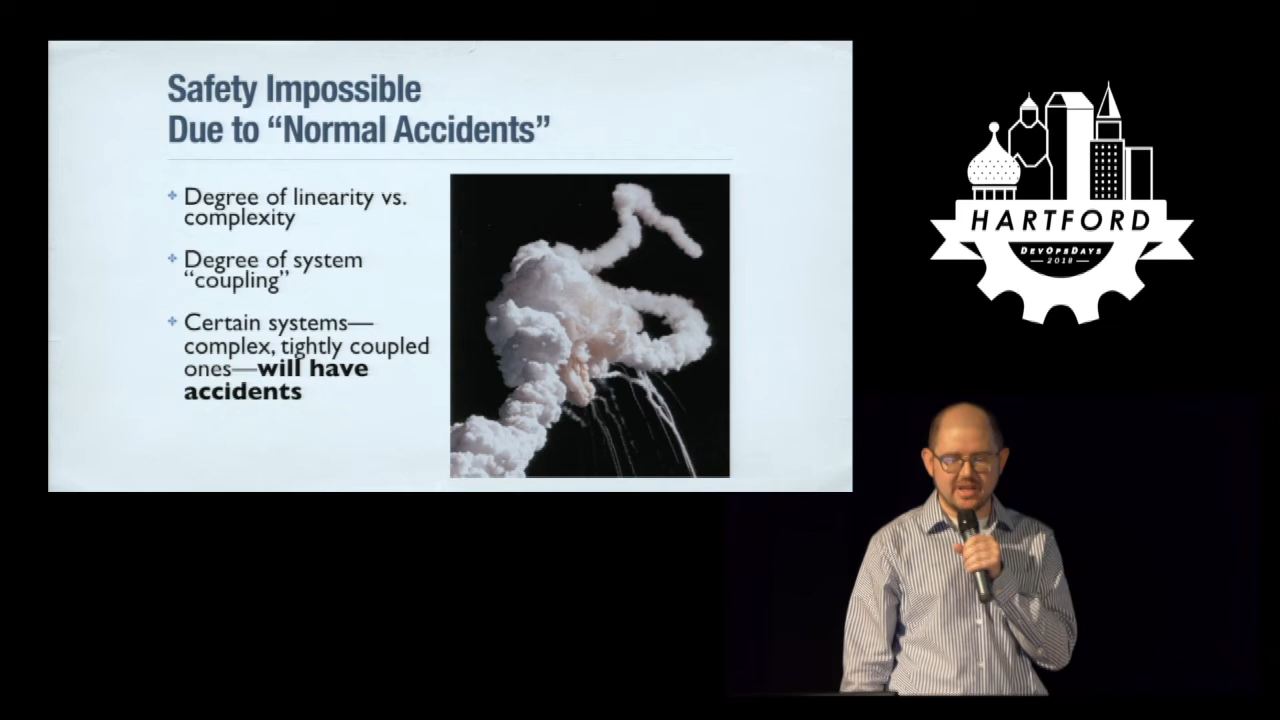 Safety Impossible
Due to “Normal Accidents”
Degree of linearity vs.
complexity
Degree of system
“coupling”
Certain systems—
complex, tightly coupled
ones—will have
accidents
HARTFORD
DEVOPSDAYS
2018